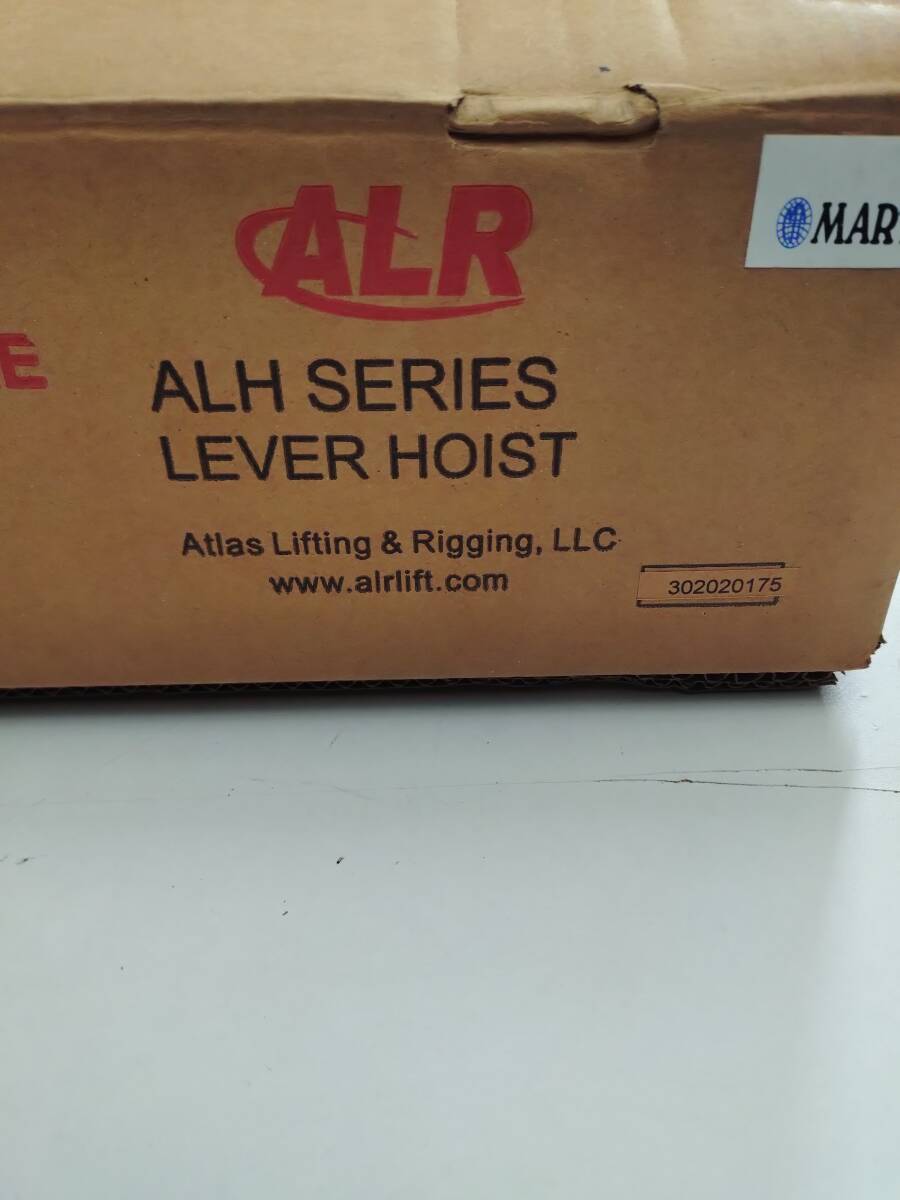 ALR
MAR
E
ALH SERIES
LEVER HOIST
Atlas Lifting & Rigging, LLC
www.alrlift.com
302020175